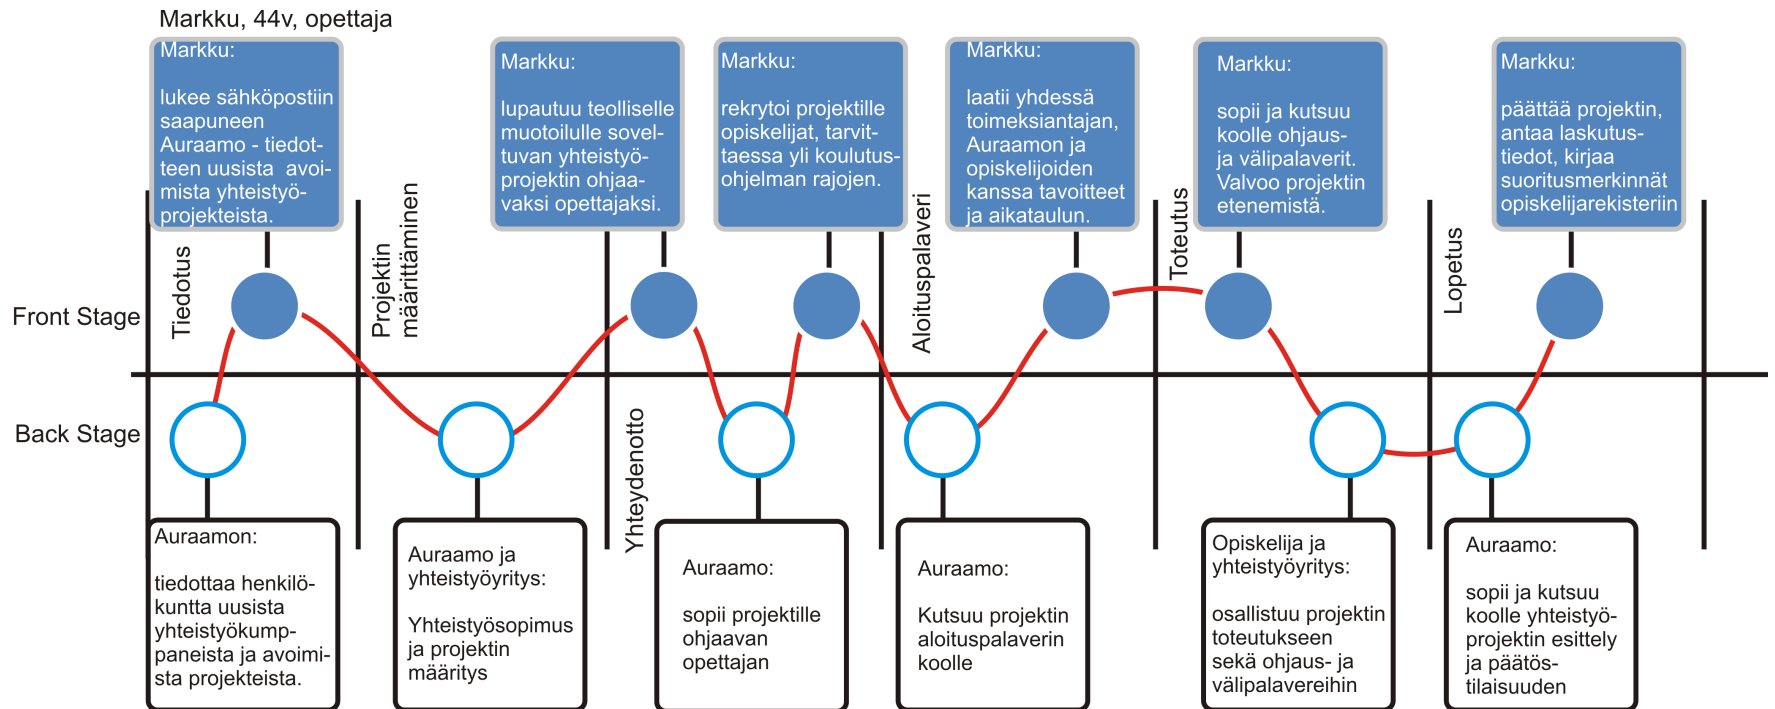 Markku, 44v, opettaja
Markku:
lukee sähköpostiin
saapuneen
Auraamo - tiedot-
teen uusista avoi-
mista yhteistyö-
projekteista.
Markku:
lupautuu teolliselle
muotoilulle sovel-
tuvan yhteistyö-
projektin ohjaa-
vaksi opettajaksi.
Markku:
rekrytoi projektille
opiskelijat, tarvit-
taessa yli koulutus-
ohjelman rajojen.
Markku:
laatii yhdessä
toimeksiantajan,
Auraamon ja
opiskelijoiden
kanssa tavoitteet
ja aikataulun.
Markku:
sopii ja kutsuu
koolle ohjaus-
ja välipalaverit.
Valvoo projektin
etenemistä.
Markku:
päättää projektin,
antaa laskutus-
tiedot, kirjaa
suoritusmerkinnät
opiskelijarekisteriin
Tiedotus
Projektin
määrittäminen
Yhteydenotto
Aloituspalaveri
Toteutus
Lopetus
Front Stage
Back Stage
Auraamon:
tiedottaa henkilö-
kuntta uusista
yhteistyökump-
paneista ja avoimi-
sta projekteista.
Auraamo ja
yhteistyöyritys:
Yhteistyösopimus
ja projektin
määritys
Auraamo:
sopii projektille
ohjaavan
opettajan
Auraamo:
Kutsuu projektin
aloituspalaverin
koolle
Opiskelija ja
yhteistyöyritys:
osallistuu projektin
toteutukseen
sekä ohjaus- ja
välipalavereihin
Auraamo:
sopii ja kutsuu
koolle yhteistyö-
projektin esittely
ja päätös-
tilaisuuden